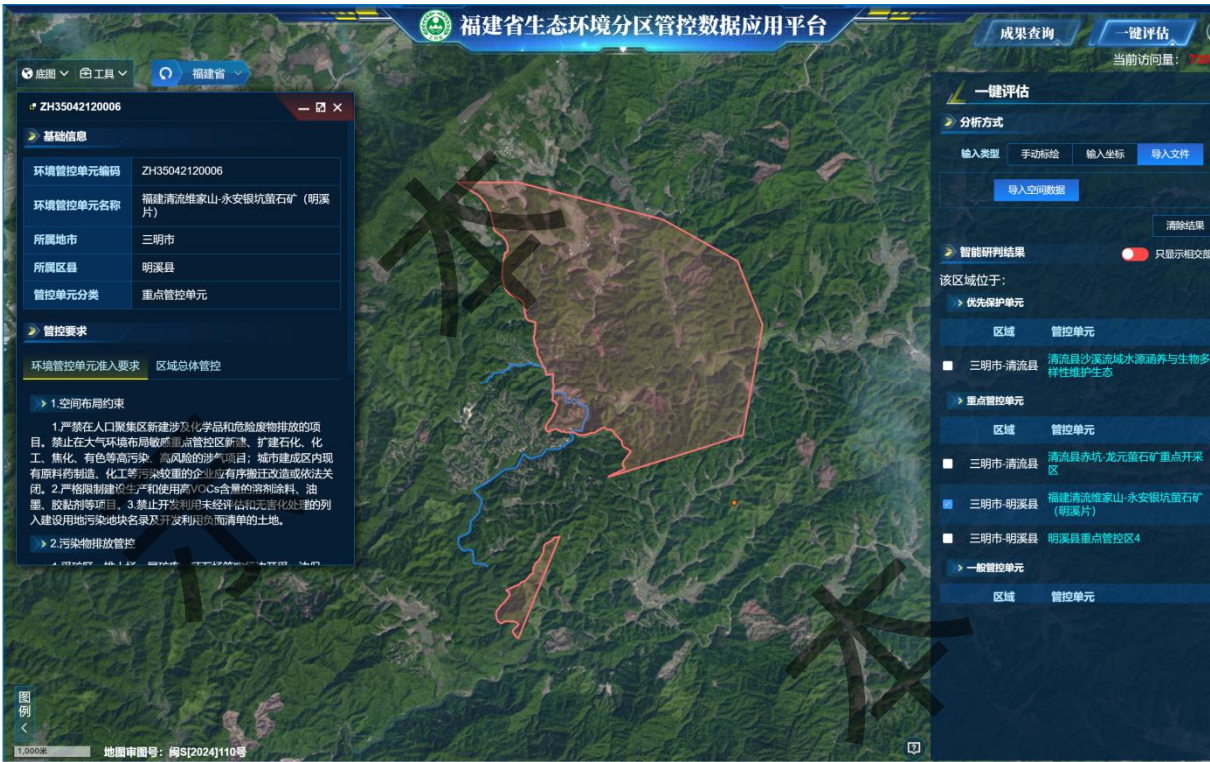 福建省生态环境分区管控数据应用平台
成果查询
一键评估
当前访问量：
底图
工具
福建省
ZH35042120006
基础信息
环境管控单元编码 ZH35042120006
环境管控单元名称 福建清流维家山-永安银坑萤石矿（明溪
片）
所属地市 三明市
所属区县 明溪县
管控单元分类 重点管控单元
管控要求
环境管控单元准入要求 区域总体管控
1.空间布局约束
1.严禁在人口聚集区新建涉及化学品和危险废物排放的项
目。禁止在大气环境布局敏感重点管控区新建、扩建石化、化
工、焦化、有色等高污染、高风险的涉气项目；城市建成区内现
有原料药制造、化工等污染较重的企业应有序搬迁改造或依法关
闭。2.严格限制建设生产和使用高VOCs含量的溶剂涂料、油
墨、胶黏剂等项目。3.禁止开发利用未经评估和无害化处理的列
入建设用地污染地块名录及开发利用负面清单的土地。
2.污染物排放管控
一键评估
分析方式
输入类型 手动标绘 输入坐标 导入文件
导入空间数据
清除结果
智能研判结果
只显示相交部
该区域位于：
优先保护单元
区域 管控单元
三明市-清流县 清流县沙溪流域水源涵养与生物多
样性维护生态
重点管控单元
区域 管控单元
三明市-清流县 清流县赤坑-龙元萤石矿重点开采
区
三明市-明溪县 福建清流维家山-永安银坑萤石矿
（明溪片）
三明市-明溪县 明溪县重点管控区4
一般管控单元
区域 管控单元
图
例
1,000米
地图审图号：闽S[2024]110号